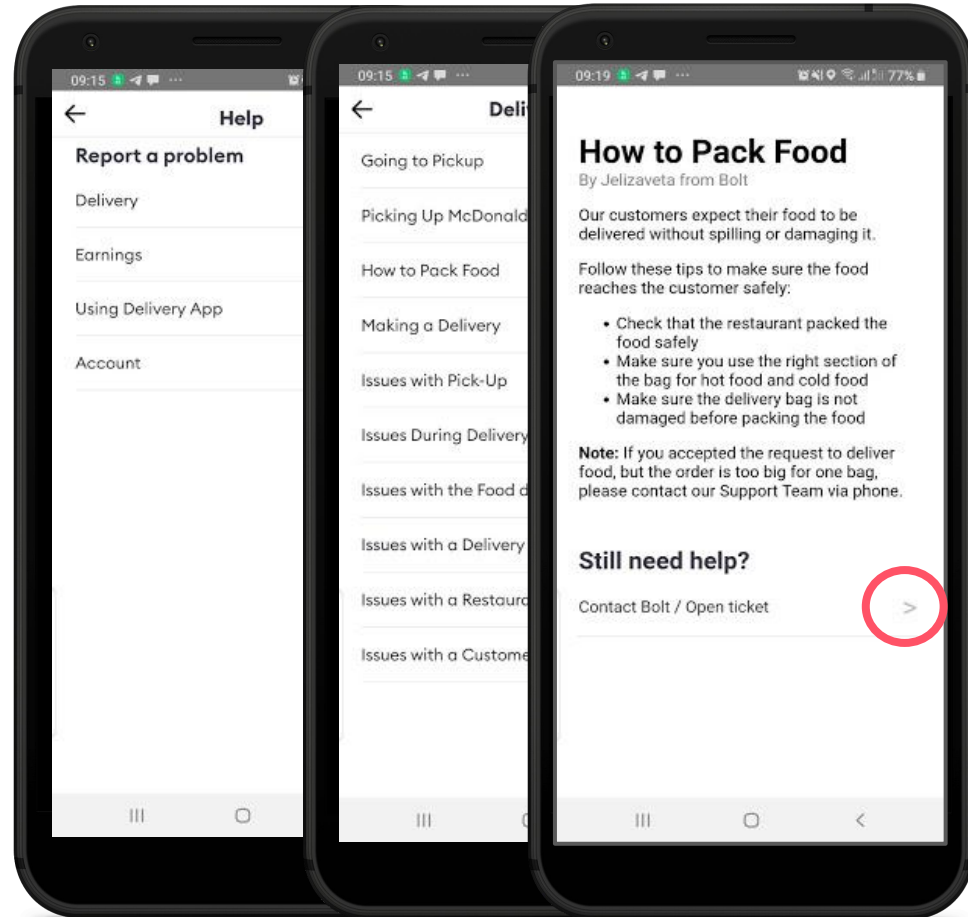 09:15
Help
Report a problem
Delivery
Earnings
Using Delivery App
Account
09:15
Deli
Going to Pickup
Picking Up McDonald
How to Pack Food
Making a Delivery
Issues with Pick-Up
Issues During Delivery
Issues with the Food d
Issues with a Delivery
Issues with a Restaura
Issues with a Custome
09:19 77%
How to Pack Food
By Jelizaveta from Bolt
Our customers expect their food to be
delivered without spilling or damaging it.
Follow these tips to make sure the food
reaches the customer safely:
• Check that the restaurant packed the
food safely
• Make sure you use the right section of
the bag for hot food and cold food
• Make sure the delivery bag is not
damaged before packing the food
Note: If you accepted the request to deliver
food, but the order is too big for one bag,
please contact our Support Team via phone.
Still need help?
Contact Bolt / Open ticket >